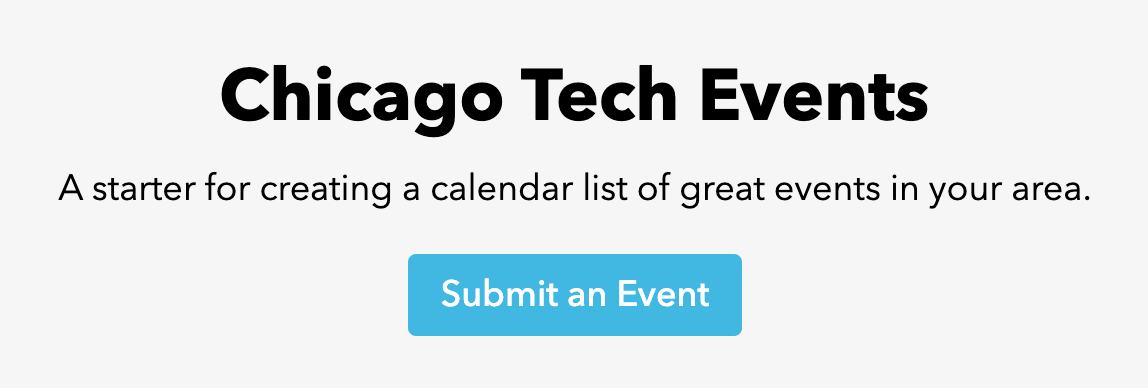 Chicago Tech Events
A starter for creating a calendar list of great events in your area.
Submit an Event